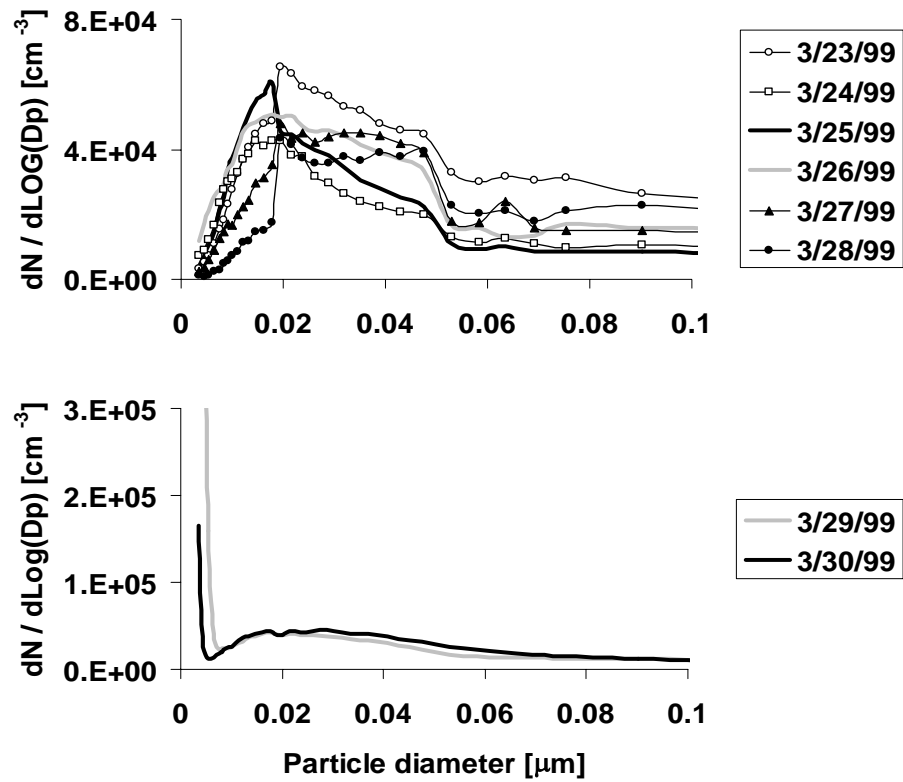 dN / dLOG(Dp) [cm⁻³]
8.E+04
4.E+04
0.E+00
0 0.02 0.04 0.06 0.08 0.1
3/23/99
3/24/99
3/25/99
3/26/99
3/27/99
3/28/99
dN / dLog(Dp) [cm⁻³]
3.E+05
2.E+05
1.E+05
0.E+00
0 0.02 0.04 0.06 0.08 0.1
Particle diameter [μm]
3/29/99
3/30/99